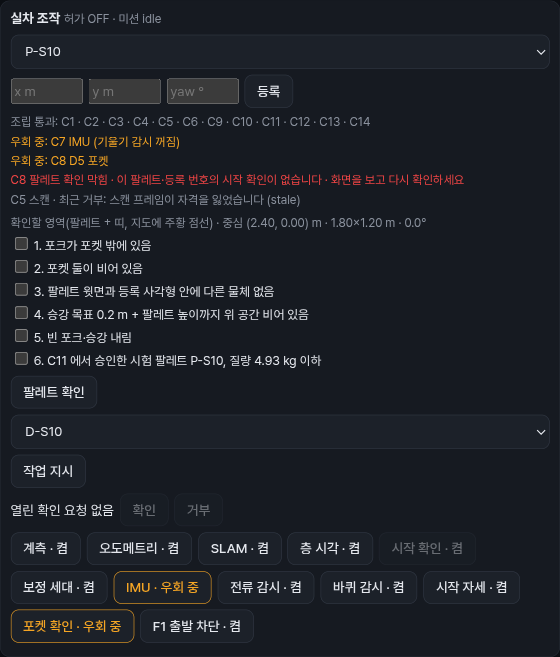 실차 조작 허가 OFF · 미션 idle
P-S10
x m y m yaw ° 등록
조립 통과: C1 · C2 · C3 · C4 · C5 · C6 · C9 · C10 · C11 · C12 · C13 · C14
우회 중: C7 IMU (기울기 감시 꺼짐)
우회 중: C8 D5 포켓
C8 팔레트 확인 막힘 · 이 팔레트·등록 번호의 시작 확인이 없습니다 · 화면을 보고 다시 확인하세요
C5 스캔 · 최근 거부: 스캔 프레임이 자격을 잃었습니다 (stale)
확인할 영역(팔레트 + 띠, 지도에 주황 점선) · 중심 (2.40, 0.00) m · 1.80×1.20 m · 0.0°
1. 포크가 포켓 밖에 있음
2. 포켓 둘이 비어 있음
3. 팔레트 윗면과 등록 사각형 안에 다른 물체 없음
4. 승강 목표 0.2 m + 팔레트 높이까지 위 공간 비어 있음
5. 빈 포크·승강 내림
6. C11 에서 승인한 시험 팔레트 P-S10, 질량 4.93 kg 이하
팔레트 확인
D-S10
작업 지시
열린 확인 요청 없음 확인 거부
계측 · 켬 오도메트리 · 켬 SLAM · 켬 층 시각 · 켬 시작 확인 · 켬
보정 세대 · 켬 IMU · 우회 중 전류 감시 · 켬 바퀴 감시 · 켬 시작 자세 · 켬
포켓 확인 · 우회 중 F1 출발 차단 · 켬